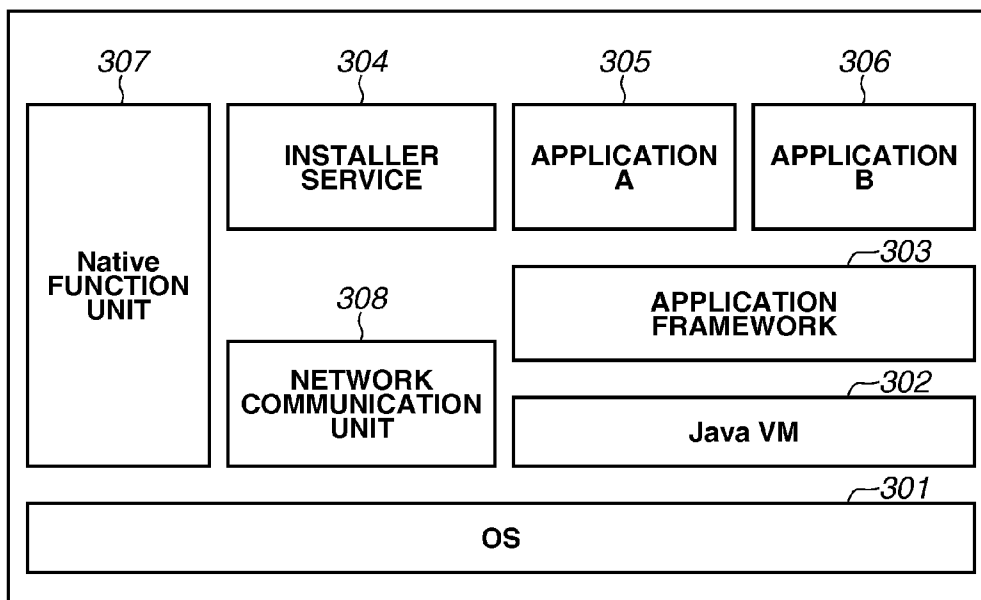 307
304
305
306
INSTALLER
SERVICE
APPLICATION
A
APPLICATION
B
Native
FUNCTION
UNIT
303
APPLICATION
FRAMEWORK
308
NETWORK
COMMUNICATION
UNIT
302
Java VM
301
OS